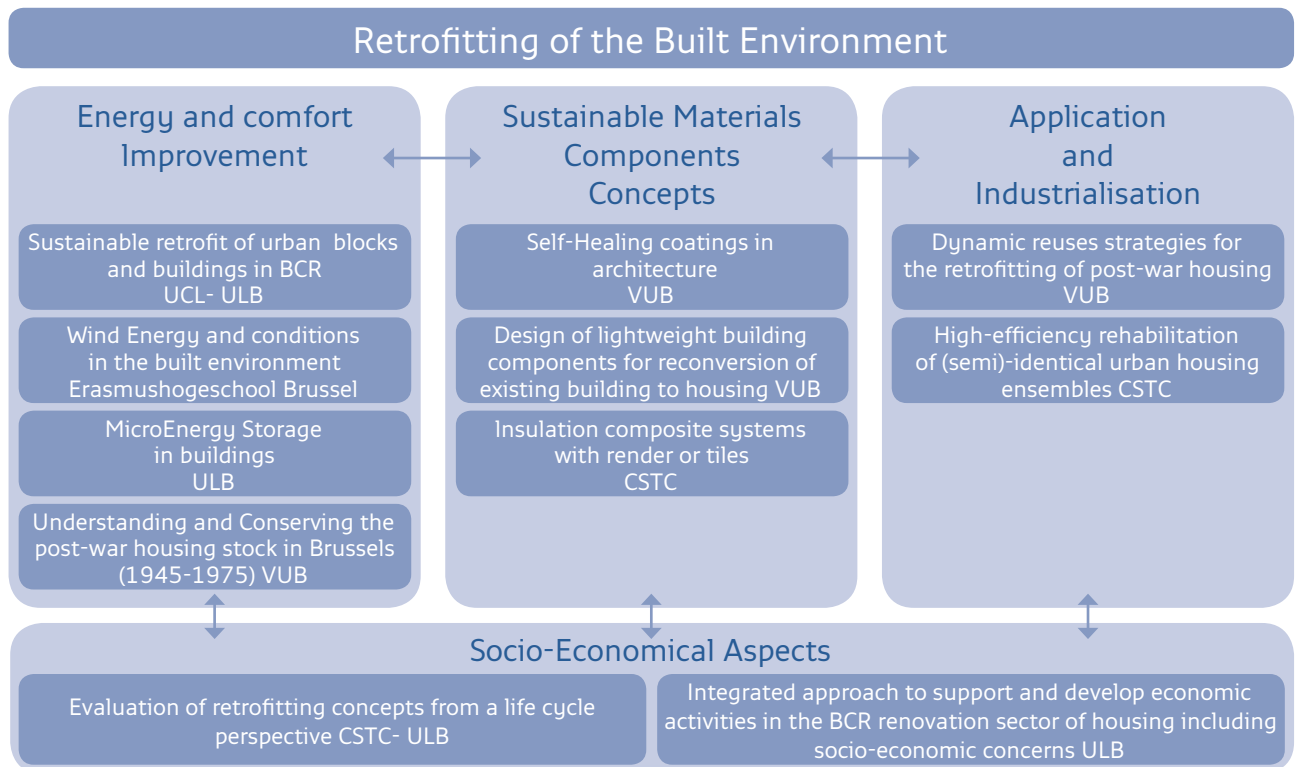 Retrofitting of the Built Environment
Energy and comfort
Improvement
Sustainable retrofit of urban blocks
and buildings in BCR
UCL- ULB
Wind Energy and conditions
in the built environment
Erasmushogeschool Brussel
MicroEnergy Storage
in buildings
ULB
Understanding and Conserving the
post-war housing stock in Brussels
(1945-1975) VUB
Sustainable Materials
Components
Concepts
Self-Healing coatings in
architecture
VUB
Design of lightweight building
components for reconversion of
existing building to housing VUB
Insulation composite systems
with render or tiles
CSTC
Application
and
Industrialisation
Dynamic reuses strategies for
the retrofitting of post-war housing
VUB
High-efficiency rehabilitation
of (semi)-identical urban housing
ensembles CSTC
Socio-Economical Aspects
Evaluation of retrofitting concepts from a life cycle
perspective CSTC- ULB
Integrated approach to support and develop economic
activities in the BCR renovation sector of housing including
socio-economic concerns ULB